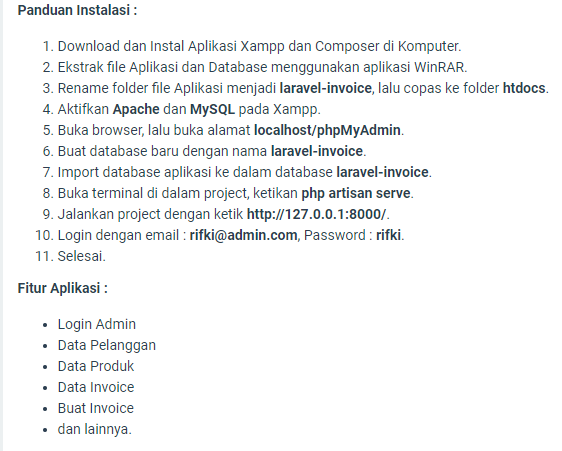 Panduan Instalasi :
1. Download dan Instal Aplikasi Xampp dan Composer di Komputer.
2. Ekstrak file Aplikasi dan Database menggunakan aplikasi WinRAR.
3. Rename folder file Aplikasi menjadi laravel-invoice, lalu copas ke folder htdocs.
4. Aktifkan Apache dan MySQL pada Xampp.
5. Buka browser, lalu buka alamat localhost/phpMyAdmin.
6. Buat database baru dengan nama laravel-invoice.
7. Import database aplikasi ke dalam database laravel-invoice.
8. Buka terminal di dalam project, ketikan php artisan serve.
9. Jalankan project dengan ketik http://127.0.0.1:8000/.
10. Login dengan email : rifki@admin.com, Password : rifki.
11. Selesai.
Fitur Aplikasi :
• Login Admin
• Data Pelanggan
• Data Produk
• Data Invoice
• Buat Invoice
• dan lainnya.